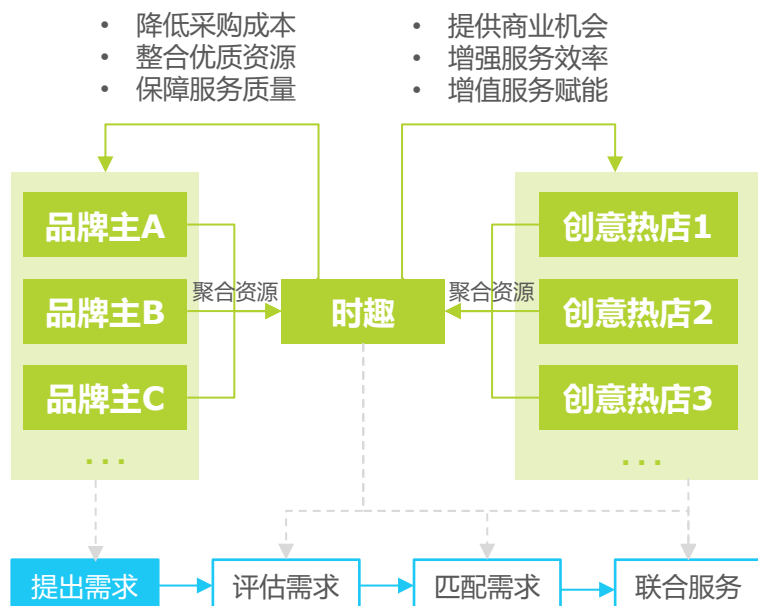 • 降低采购成本
• 整合优质资源
• 保障服务质量
• 提供商业机会
• 增强服务效率
• 增值服务赋能
品牌主A
品牌主B
品牌主C
...
聚合资源
时趣
聚合资源
创意热店1
创意热店2
创意热店3
...
提出需求
评估需求
匹配需求
联合服务